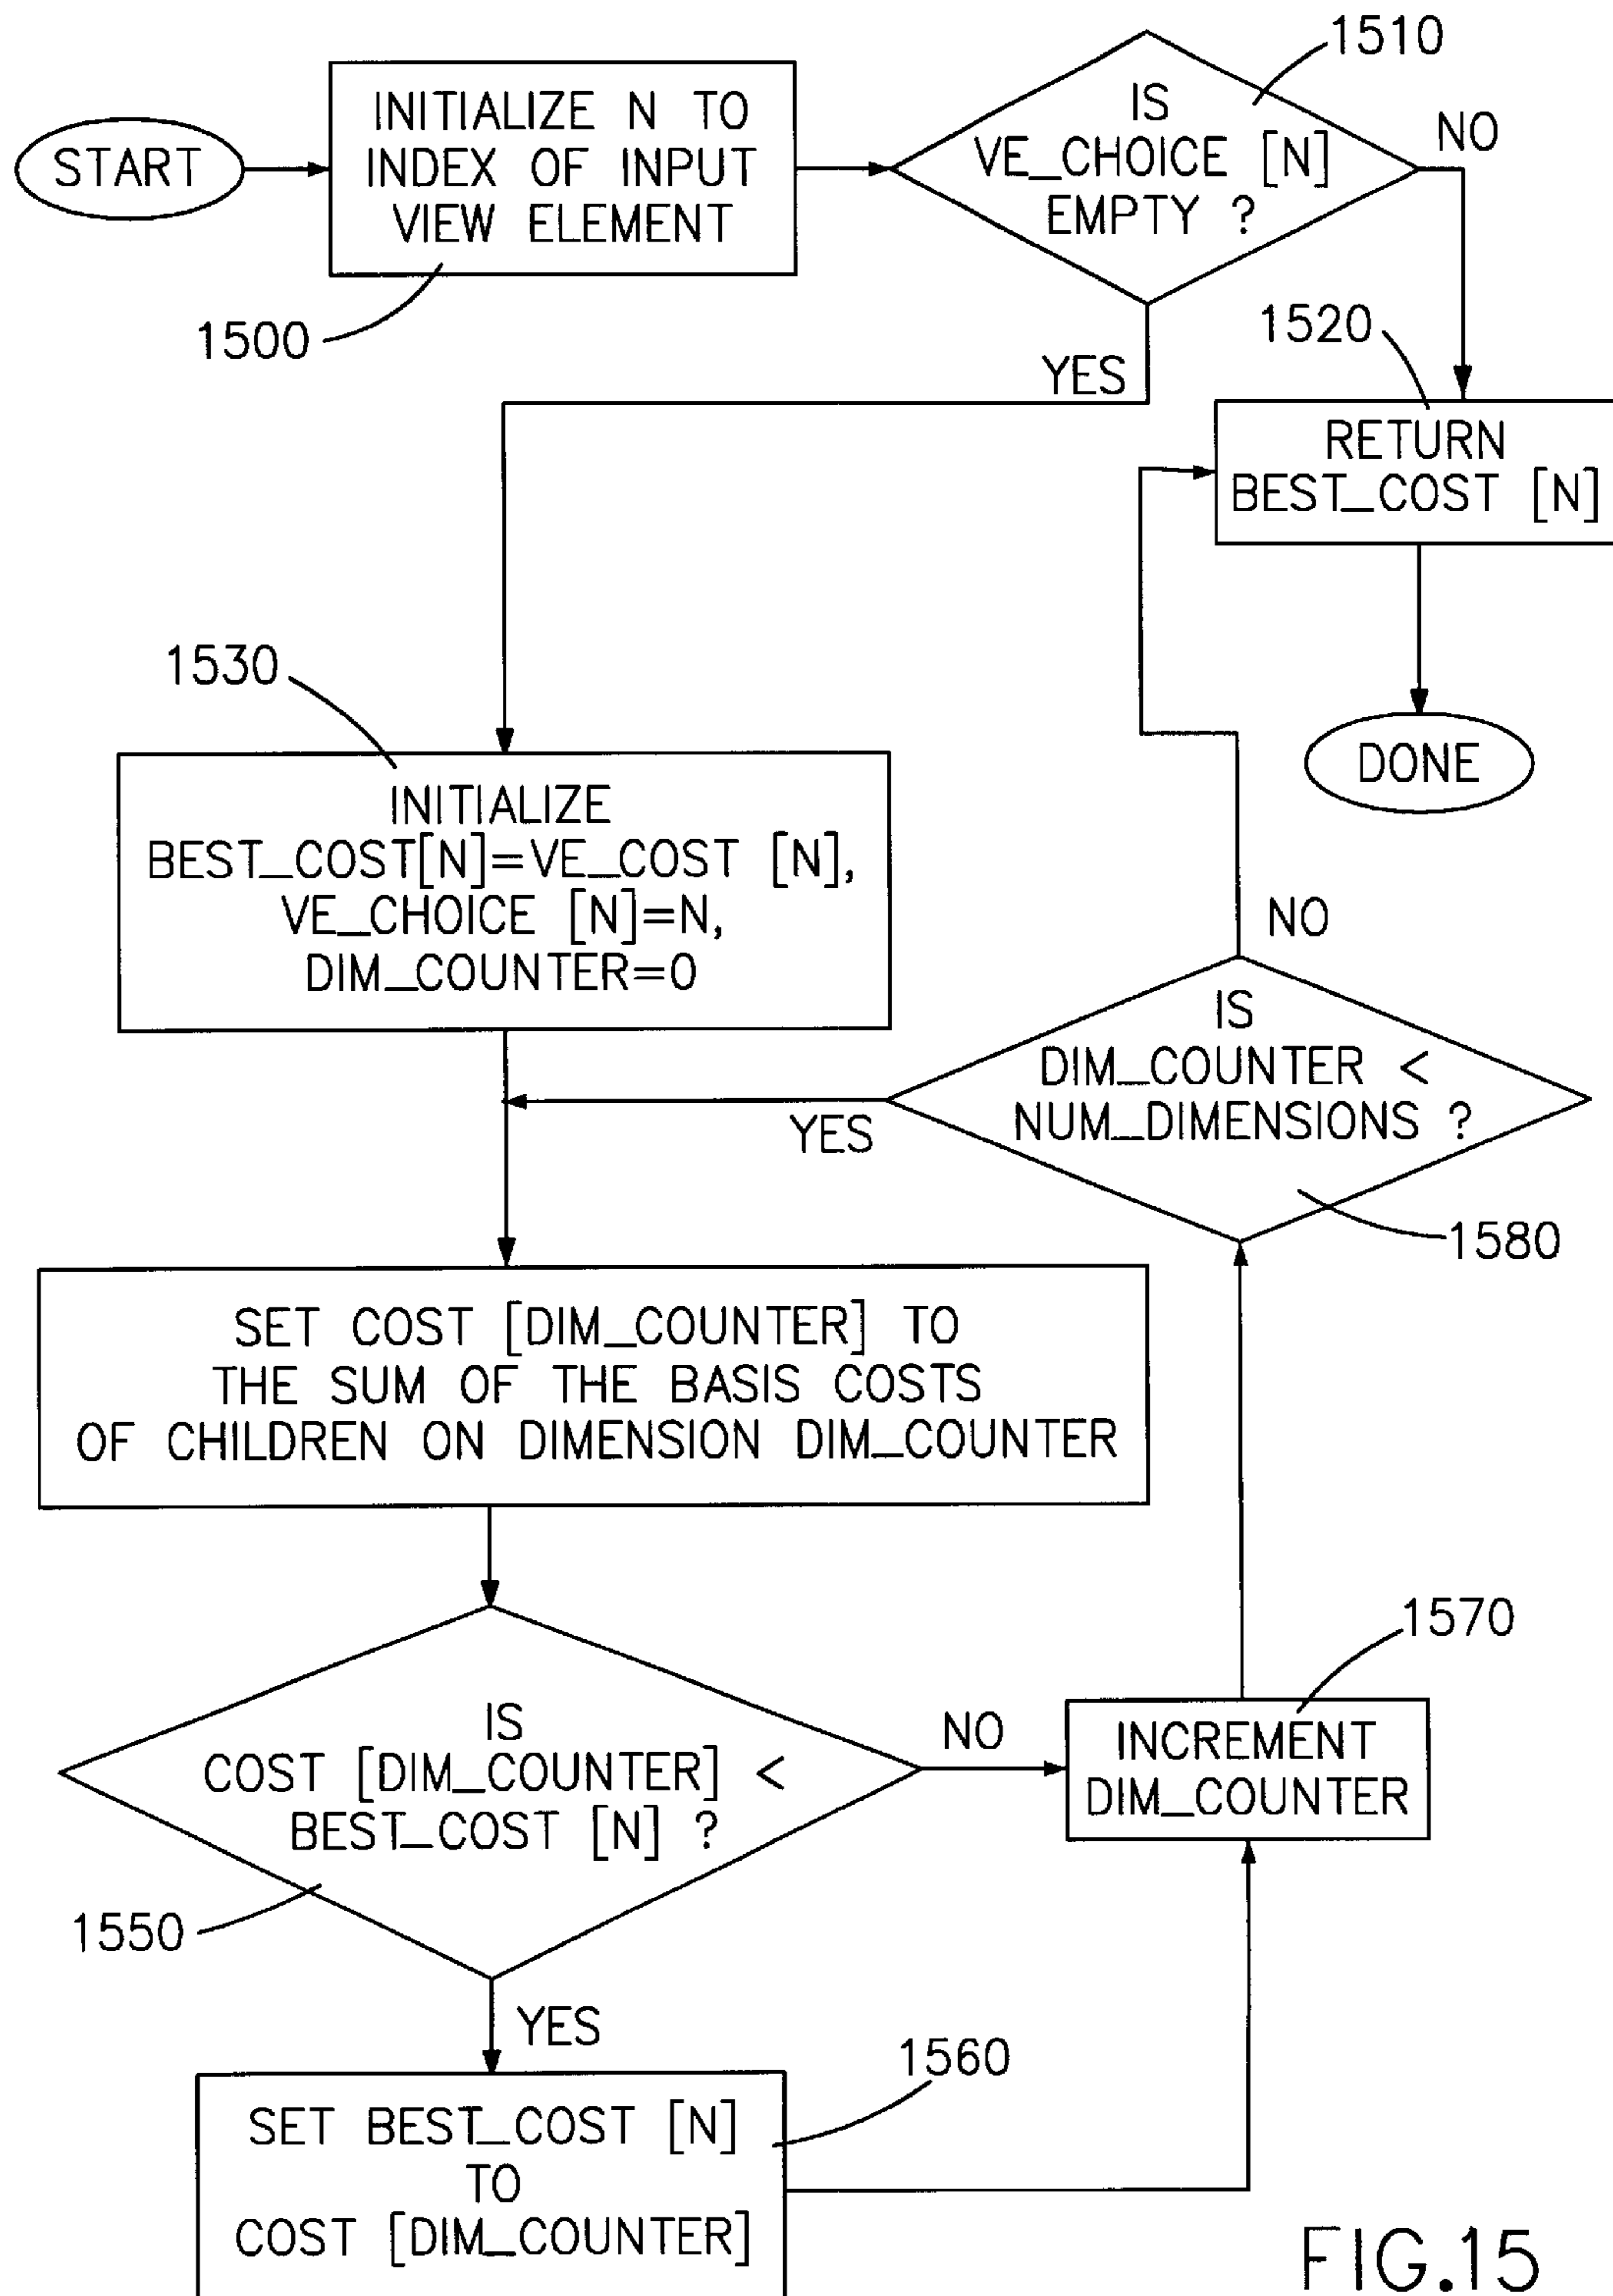 START
INITIALIZE N TO
INDEX OF INPUT
VIEW ELEMENT
1500
IS
VE_CHOICE [N]
EMPTY ?
1510
NO
YES
1520
RETURN
BEST_COST [N]
DONE
1530
INITIALIZE
BEST_COST[N]=VE_COST [N],
VE_CHOICE [N]=N,
DIM_COUNTER=0
NO
IS
DIM_COUNTER <
NUM_DIMENSIONS ?
YES
1580
SET COST [DIM_COUNTER] TO
THE SUM OF THE BASIS COSTS
OF CHILDREN ON DIMENSION DIM_COUNTER
IS
COST [DIM_COUNTER] <
BEST_COST [N] ?
1550
NO
1570
INCREMENT
DIM_COUNTER
YES
1560
SET BEST_COST [N]
TO
COST [DIM_COUNTER]
FIG.15